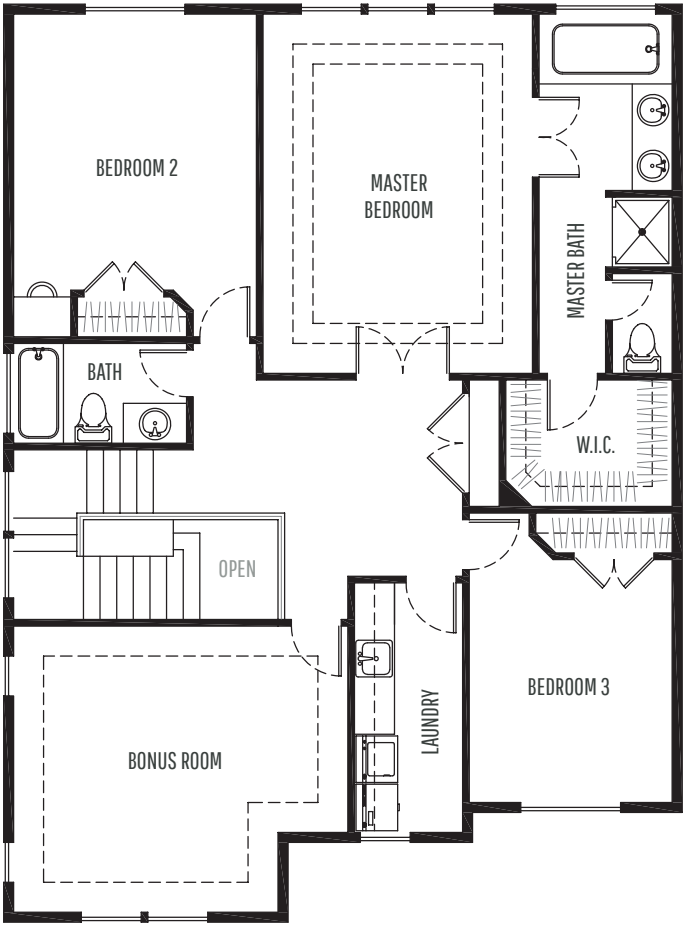 BEDROOM 2
MASTER
BEDROOM
MASTER BATH
BATH
W.I.C.
OPEN
BEDROOM 3
LAUNDRY
BONUS ROOM